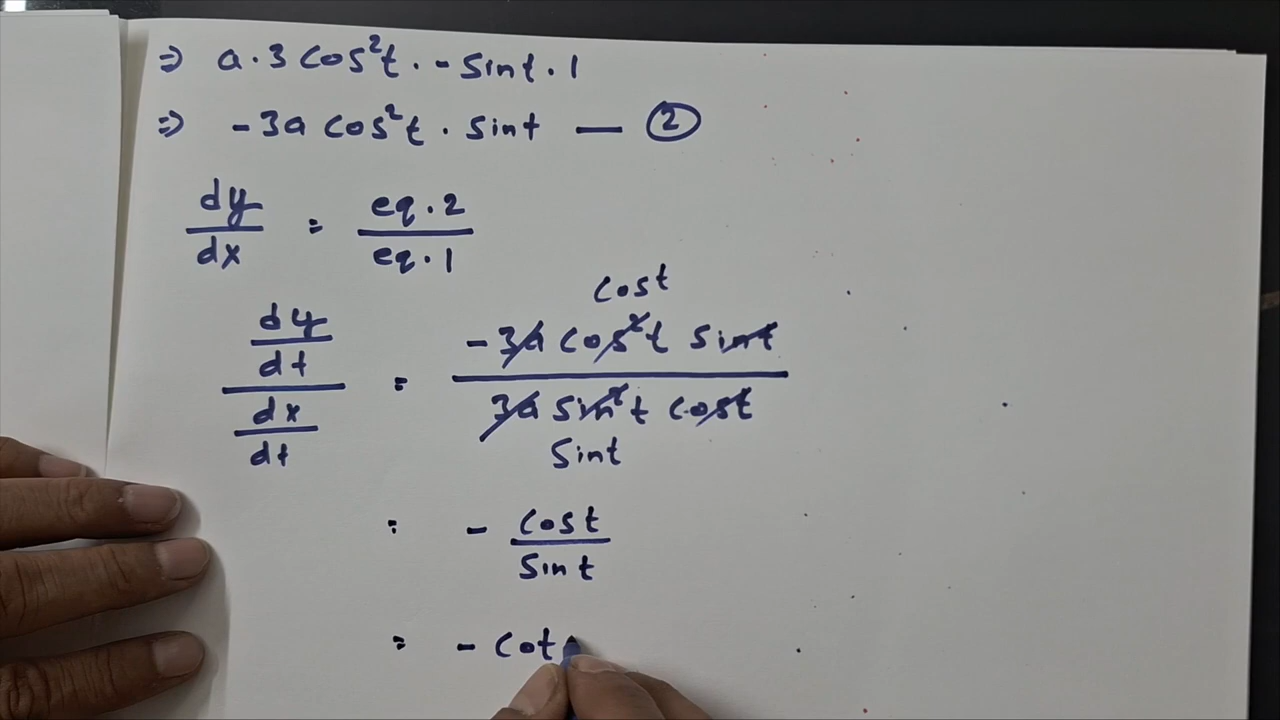 ⇒ a · 3 cos²t · - sint · 1
⇒ -3a cos²t · sint — ②
dy/dx = eq.2/eq.1
cost
(dy/dt)/(dx/dt) = (-3a cos²t sint)/(3a sin²t cost)
sint
= - cost/sint
= - cot